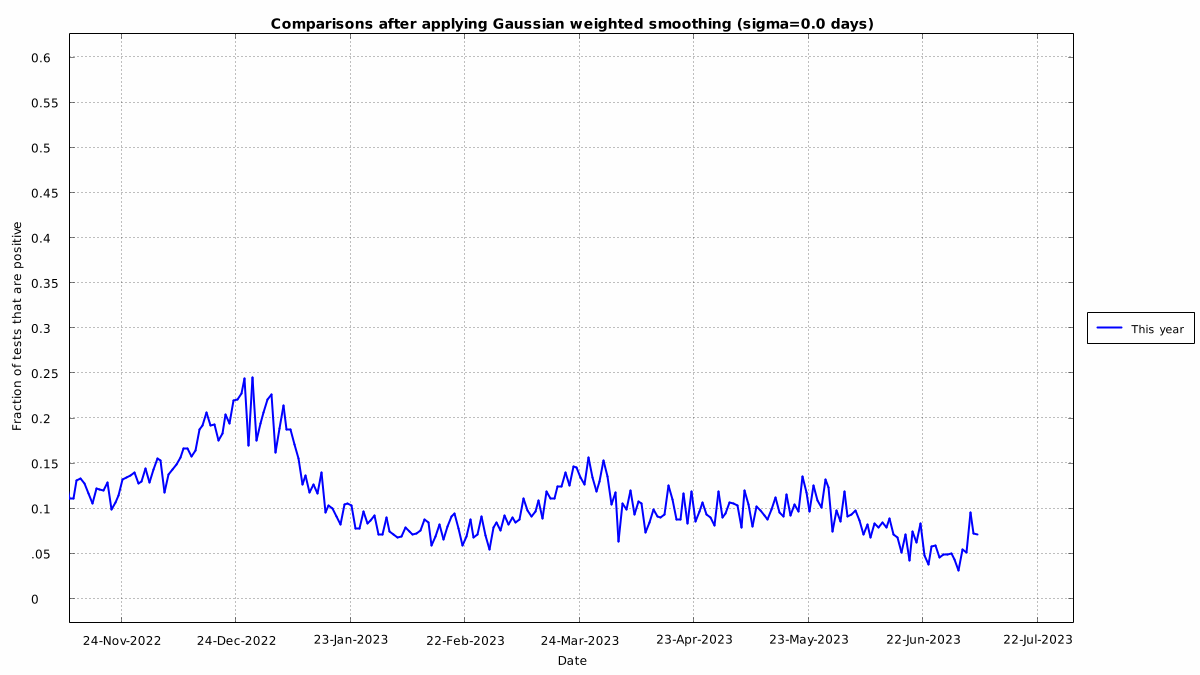 Comparisons after applying Gaussian weighted smoothing (sigma=0.0 days)
0.6
0.55
0.5
0.45
0.4
0.35
0.3
0.25
0.2
0.15
0.1
.05
0
Fraction of tests that are positive
This year
24-Nov-2022
24-Dec-2022
23-Jan-2023
22-Feb-2023
24-Mar-2023
23-Apr-2023
23-May-2023
22-Jun-2023
22-Jul-2023
Date